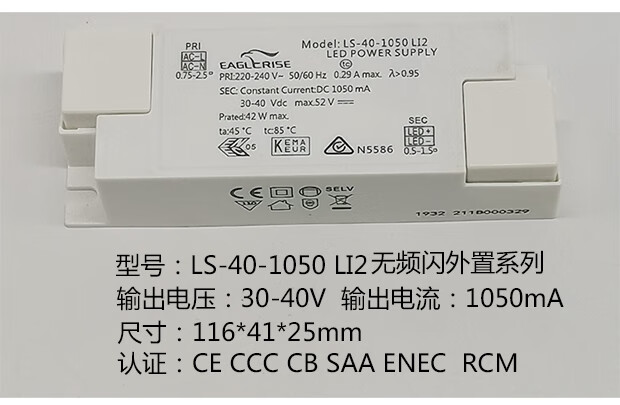 Model: LS-40-1050 LI2
LED POWER SUPPLY
tc
PRI
AC-L
AC-N
0.75-2.5°
EAGLERISE
PRI:220-240 V~ 50/60 Hz 0.29 A max. λ>0.95
SEC: Constant Current:DC 1050 mA
30-40 Vdc max.52 V
Prated:42 W max.
ta:45°C tc:85°C
05
KEMA
EUR
N5586
SEC
LED+
LED-
0.5-1.5°
CE
SELV
110
1932 211B000329
型号：LS-40-1050 LI2无频闪外置系列
输出电压：30-40V 输出电流：1050mA
尺寸：116*41*25mm
认证：CE CCC CB SAA ENEC RCM